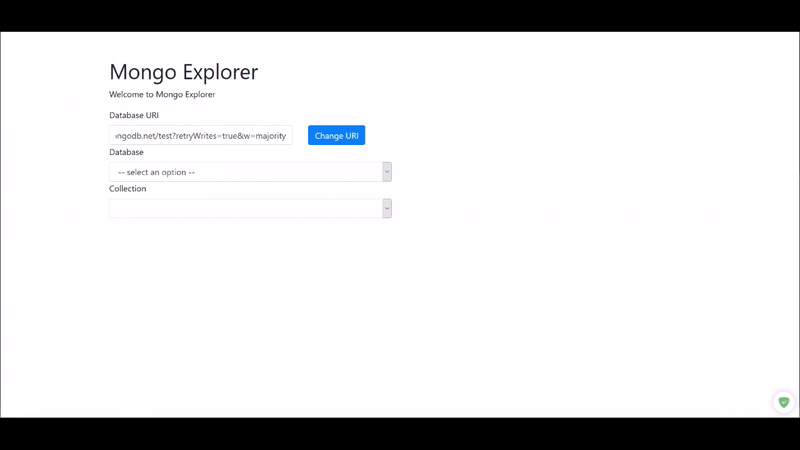 Mongo Explorer
Welcome to Mongo Explorer
Database URI
ongodb.net/test?retryWrites=true&w=majority
Change URI
Database
-- select an option --
Collection